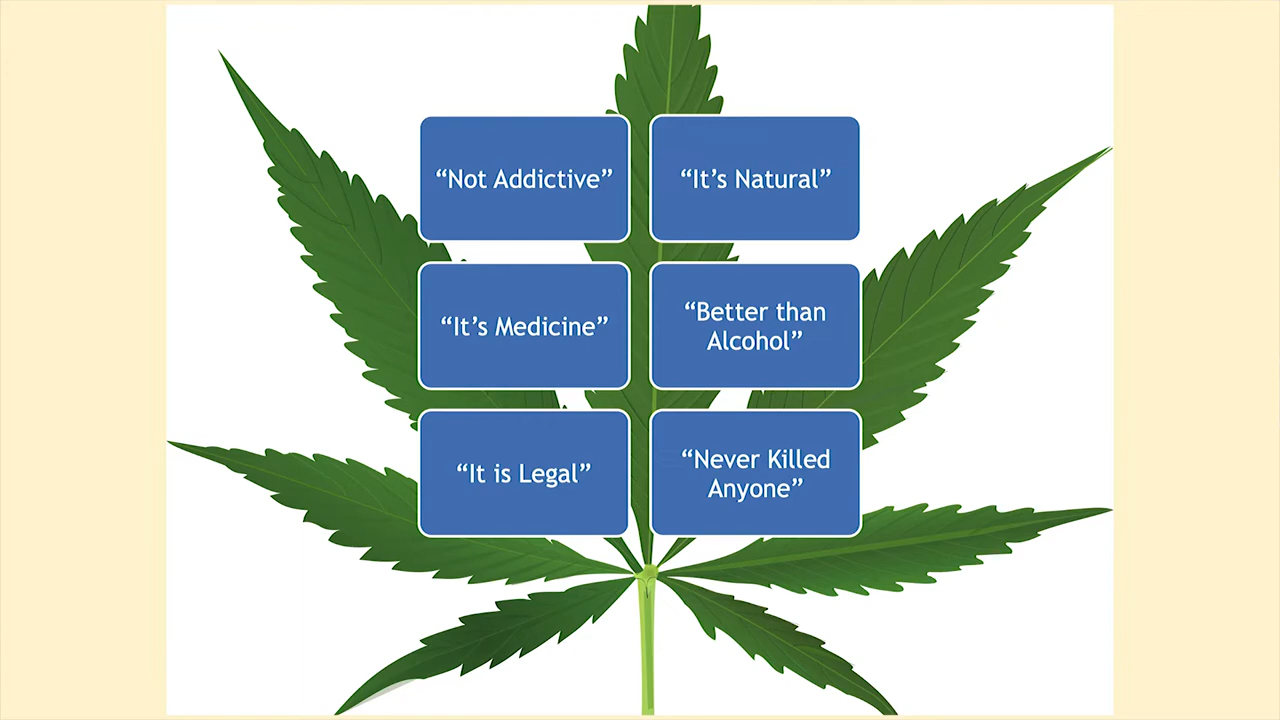 “Not Addictive”
“It’s Natural”
“It’s Medicine”
“Better than
Alcohol”
“It is Legal”
“Never Killed
Anyone”